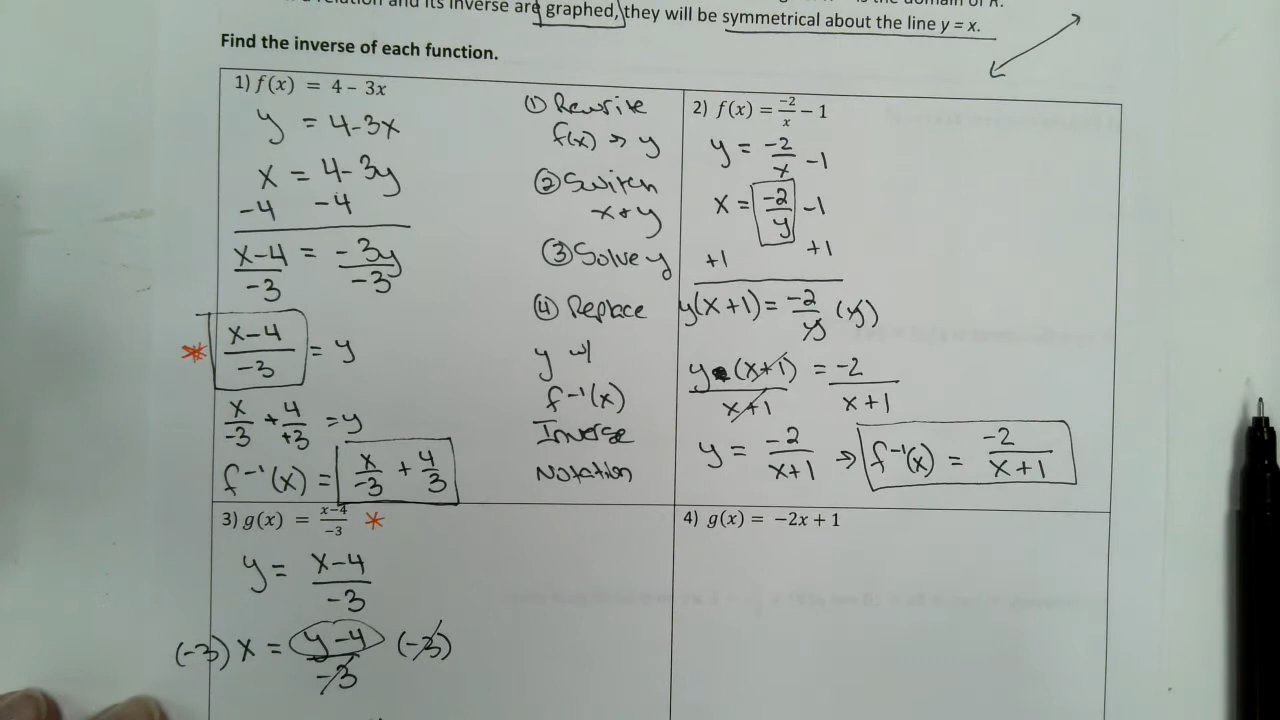 relation and its inverse are graphed, they will be symmetrical about the line y = x.
Find the inverse of each function.
1) f(x) = 4 − 3x
y = 4-3x
x = 4-3y
-4 -4
x-4/-3 = -3y/-3
* x-4/-3 = y
x/-3 + 4/+3 = y
f⁻¹(x) = x/-3 + 4/3
① Rewrite
f(x) → y
② Switch
x + y
③ Solve y
④ Replace
y w/
f⁻¹(x)
Inverse
Notation
2) f(x) = −2/x − 1
y = -2/x -1
x = -2/y -1
+1 +1
y(x+1) = -2/y (y)
y (x+1)/x+1 = -2/x+1
y = -2/x+1 ⇒ f⁻¹(x) = -2/x+1
3) g(x) = x−4/−3 *
y = x-4/-3
(-3) x = y-4/-3 (-3)
4) g(x) = −2x + 1